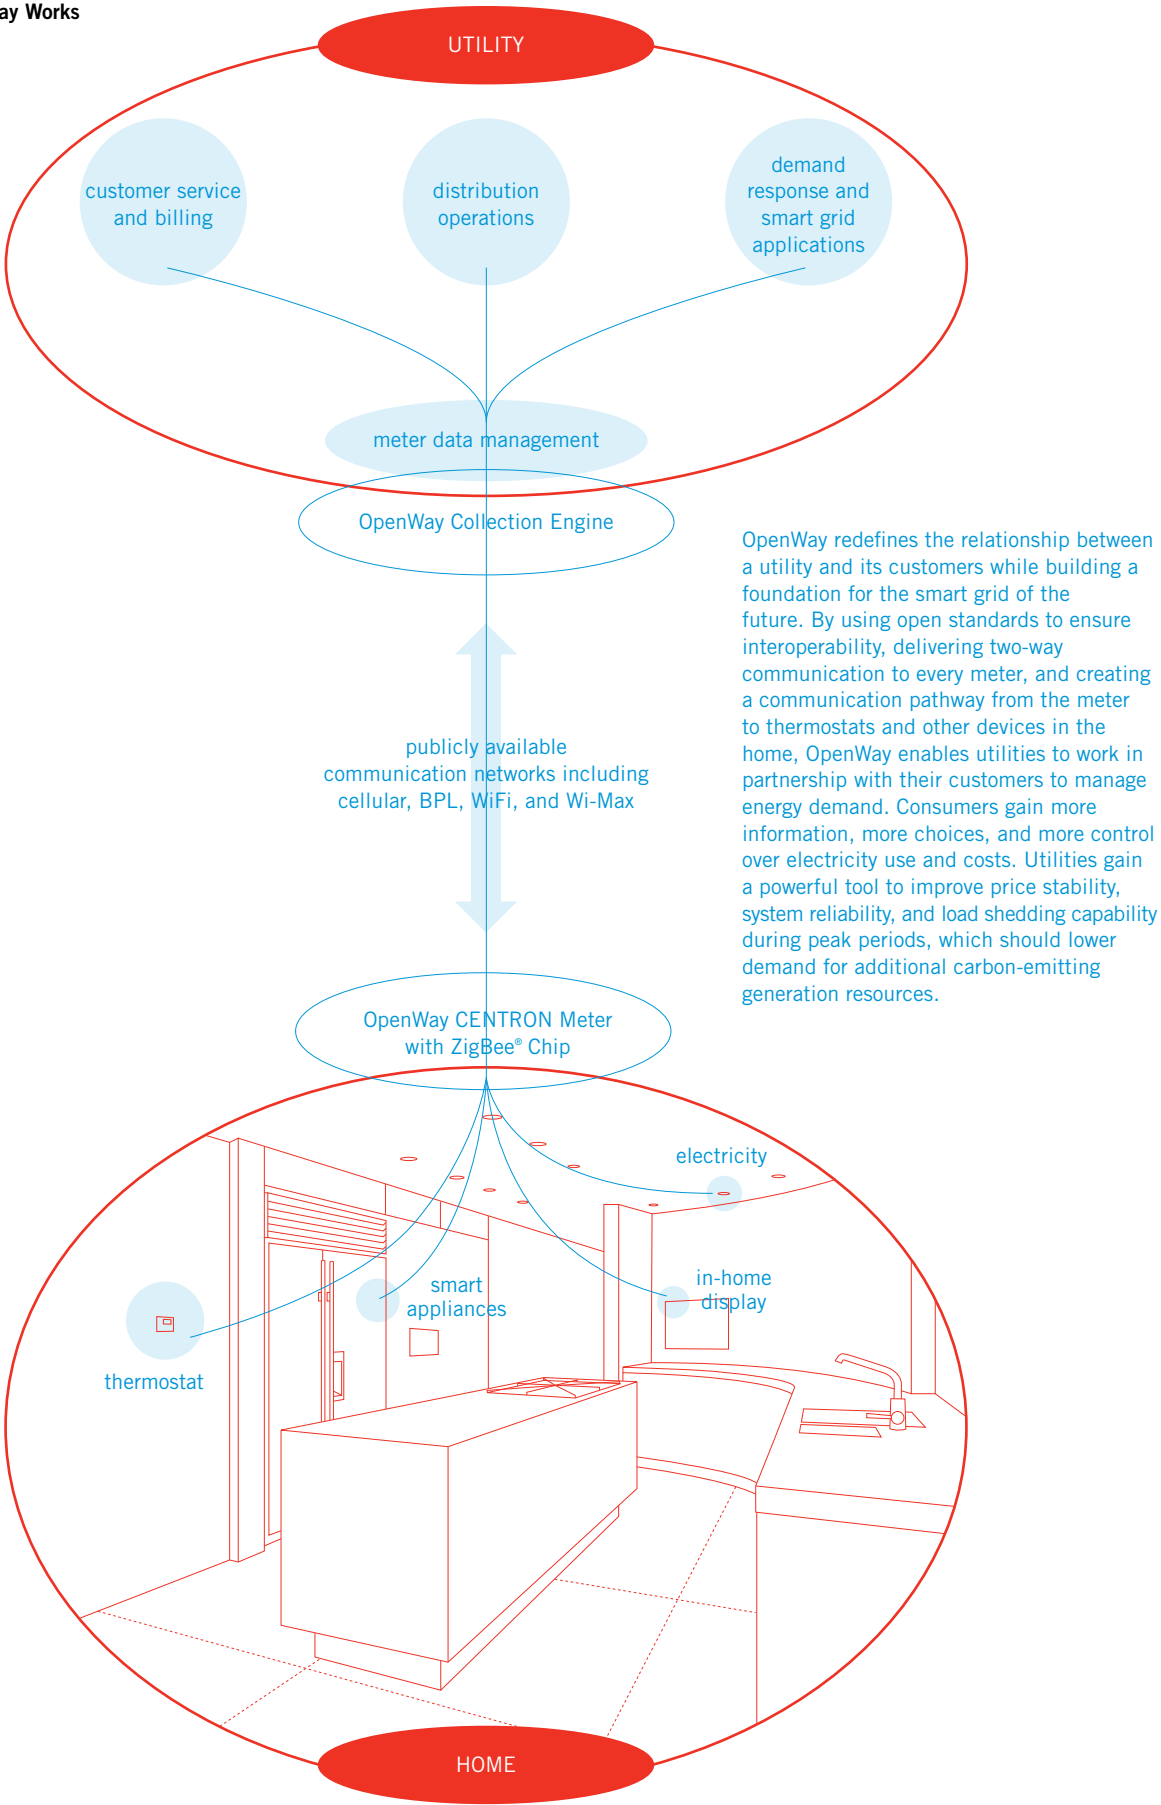 ay Works
UTILITY
customer service
and billing
distribution
operations
demand
response and
smart grid
applications
meter data management
OpenWay Collection Engine
OpenWay redefines the relationship between
a utility and its customers while building a
foundation for the smart grid of the
future. By using open standards to ensure
interoperability, delivering two-way
communication to every meter, and creating
a communication pathway from the meter
to thermostats and other devices in the
home, OpenWay enables utilities to work in
partnership with their customers to manage
energy demand. Consumers gain more
information, more choices, and more control
over electricity use and costs. Utilities gain
a powerful tool to improve price stability,
system reliability, and load shedding capability
during peak periods, which should lower
demand for additional carbon-emitting
generation resources.
publicly available
communication networks including
cellular, BPL, WiFi, and Wi-Max
OpenWay CENTRON Meter
with ZigBee® Chip
electricity
in-home
display
smart
appliances
thermostat
HOME